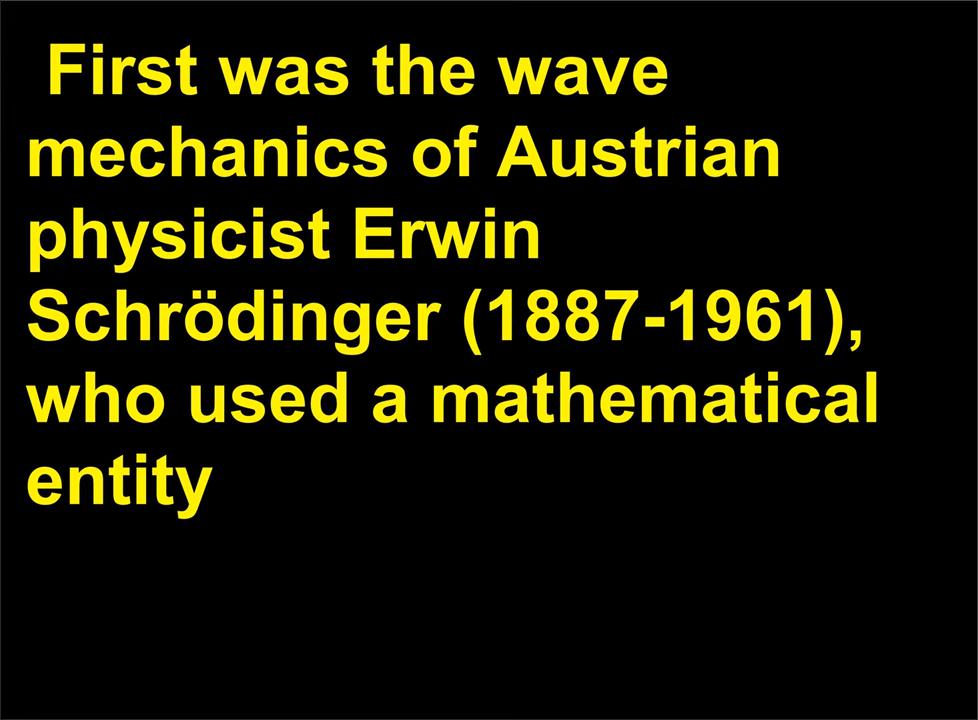 First was the wave
mechanics of Austrian
physicist Erwin
Schrödinger (1887-1961),
who used a mathematical
entity